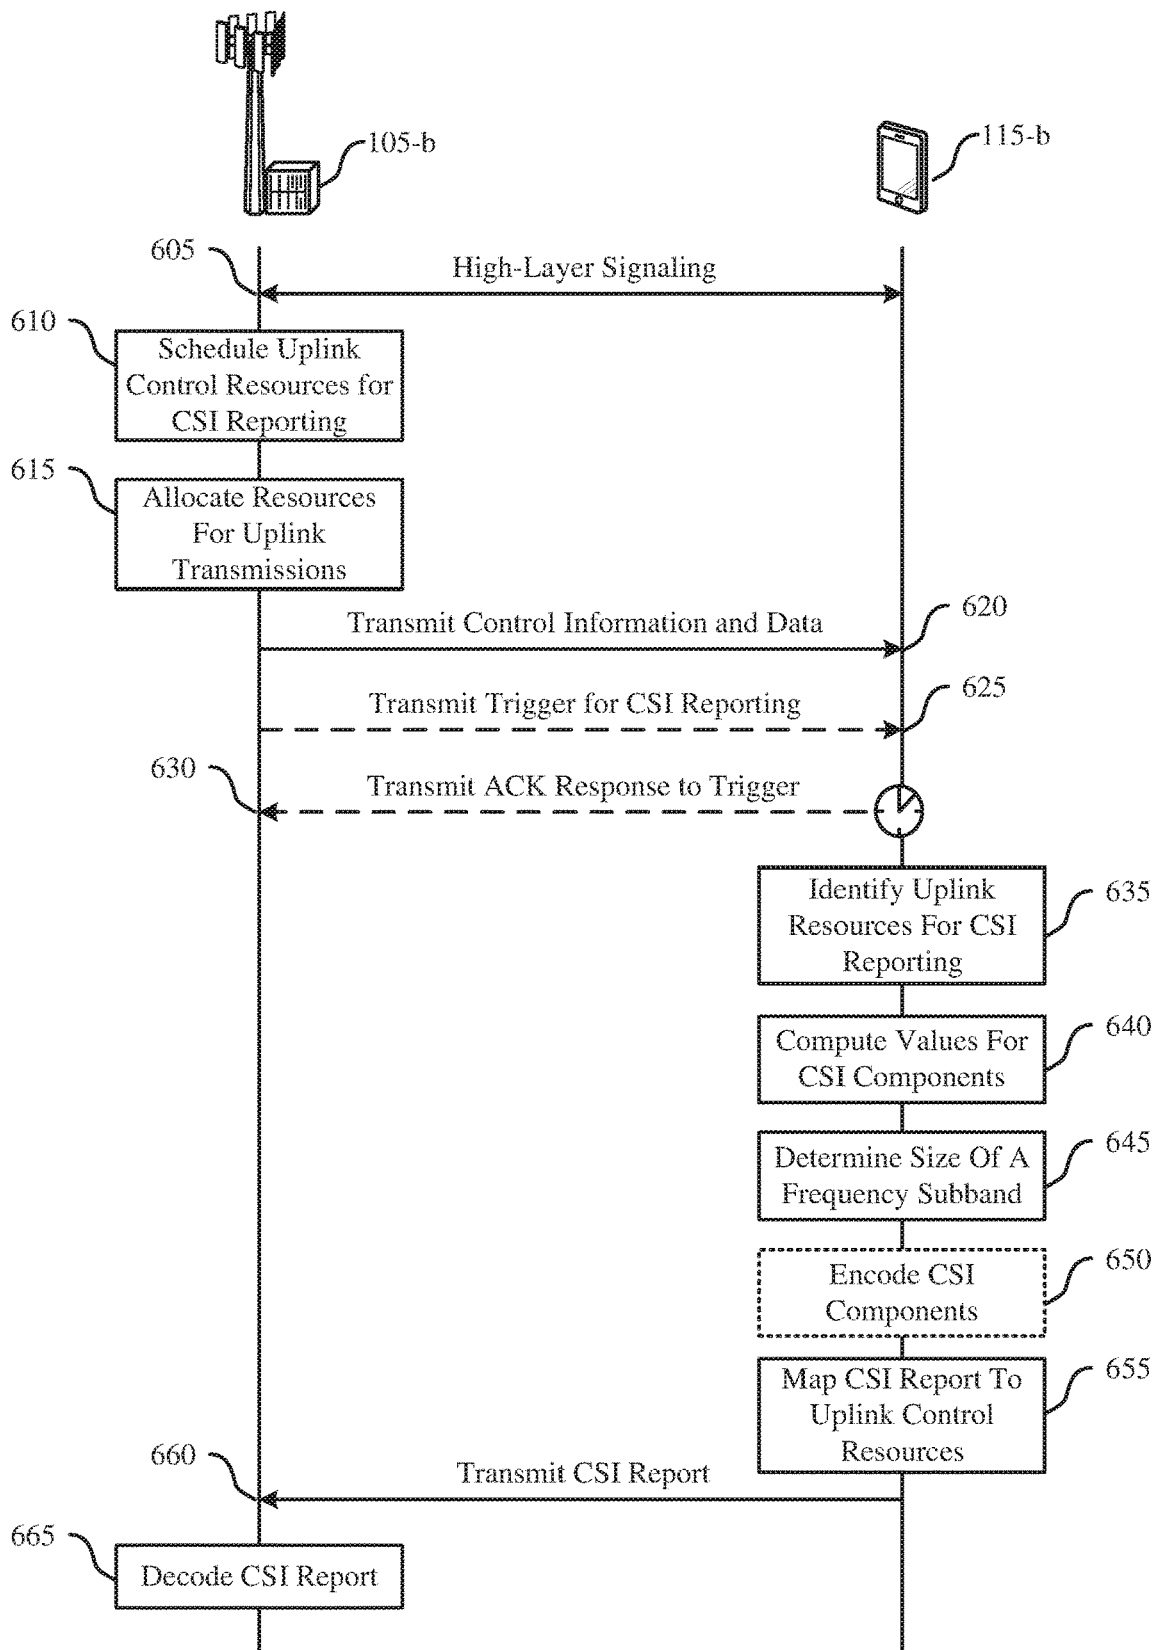 105-b
115-b
605
High-Layer Signaling
610
Schedule Uplink
Control Resources for
CSI Reporting
615
Allocate Resources
For Uplink
Transmissions
Transmit Control Information and Data
620
Transmit Trigger for CSI Reporting
625
630
Transmit ACK Response to Trigger
Identify Uplink
Resources For CSI
Reporting
635
Compute Values For
CSI Components
640
Determine Size Of A
Frequency Subband
645
Encode CSI
Components
650
Map CSI Report To
Uplink Control
Resources
655
660
Transmit CSI Report
665
Decode CSI Report